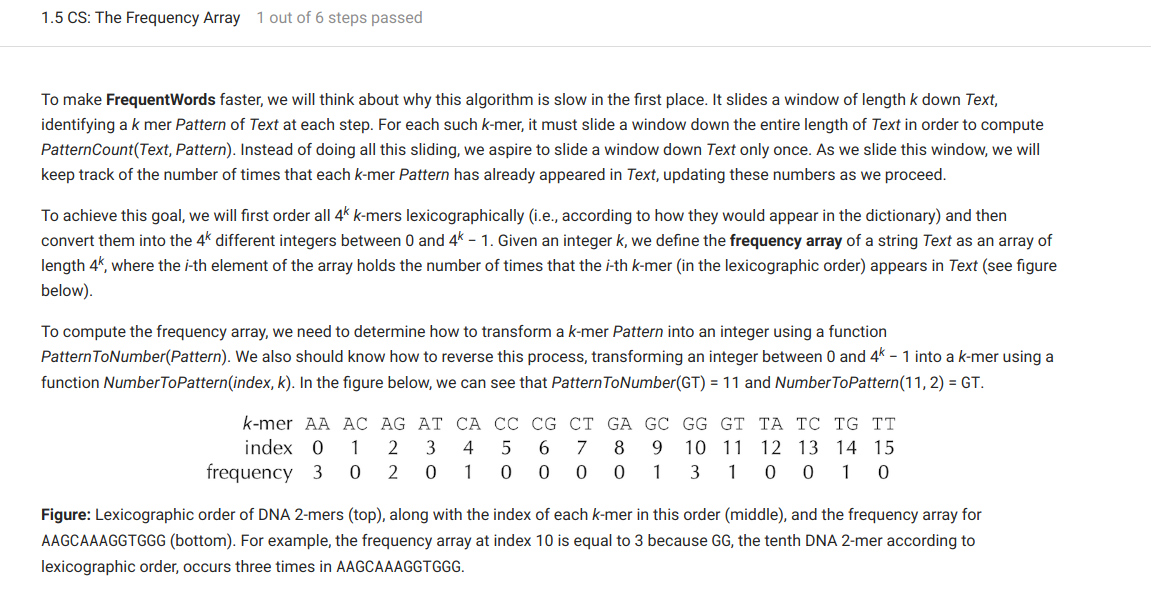 1.5 CS: The Frequency Array 1 out of 6 steps passed
To make FrequentWords faster, we will think about why this algorithm is slow in the first place. It slides a window of length k down Text,
identifying a k mer Pattern of Text at each step. For each such k-mer, it must slide a window down the entire length of Text in order to compute
PatternCount(Text, Pattern). Instead of doing all this sliding, we aspire to slide a window down Text only once. As we slide this window, we will
keep track of the number of times that each k-mer Pattern has already appeared in Text, updating these numbers as we proceed.
To achieve this goal, we will first order all 4ᵏ k-mers lexicographically (i.e., according to how they would appear in the dictionary) and then
convert them into the 4ᵏ different integers between 0 and 4ᵏ − 1. Given an integer k, we define the frequency array of a string Text as an array of
length 4ᵏ, where the i-th element of the array holds the number of times that the i-th k-mer (in the lexicographic order) appears in Text (see figure
below).
To compute the frequency array, we need to determine how to transform a k-mer Pattern into an integer using a function
PatternToNumber(Pattern). We also should know how to reverse this process, transforming an integer between 0 and 4ᵏ − 1 into a k-mer using a
function NumberToPattern(index, k). In the figure below, we can see that PatternToNumber(GT) = 11 and NumberToPattern(11, 2) = GT.
k-mer AA AC AG AT CA CC CG CT GA GC GG GT TA TC TG TT
index 0 1 2 3 4 5 6 7 8 9 10 11 12 13 14 15
frequency 3 0 2 0 1 0 0 0 0 1 3 1 0 0 1 0
Figure: Lexicographic order of DNA 2-mers (top), along with the index of each k-mer in this order (middle), and the frequency array for
AAGCAAAGGTGGG (bottom). For example, the frequency array at index 10 is equal to 3 because GG, the tenth DNA 2-mer according to
lexicographic order, occurs three times in AAGCAAAGGTGGG.